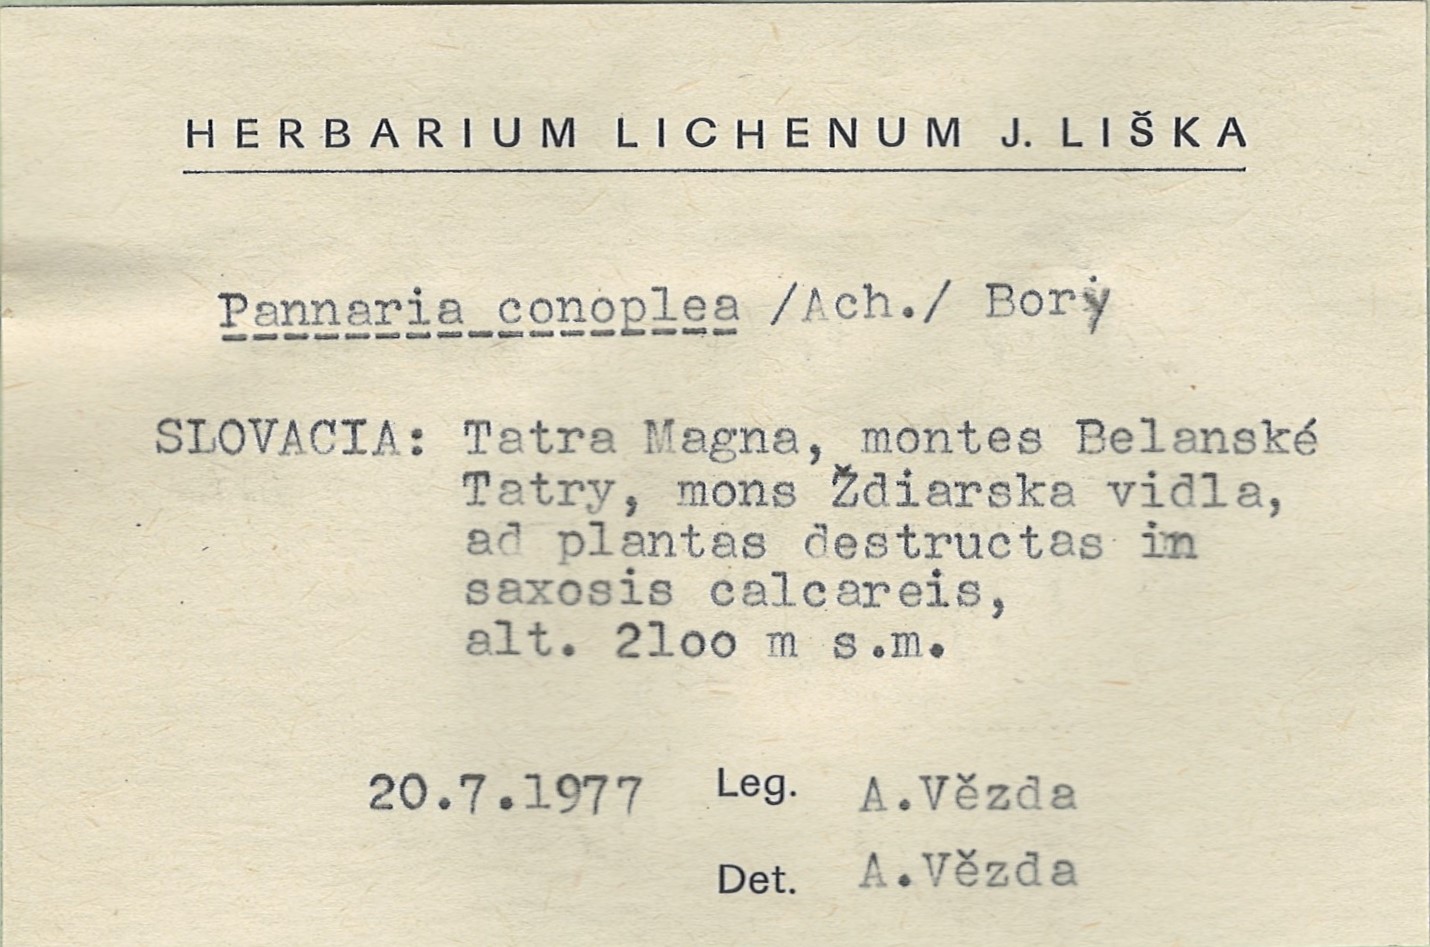 HERBARIUM LICHENUM J. LIŠKA
Pannaria conoplea /Ach./ Bory
SLOVACIA: Tatra Magna, montes Belanské
Tatry, mons Ždiarska vidla,
ad plantas destructas in
saxosis calcareis,
alt. 2loo m s.m.
20.7.1977 Leg. A.Vězda
Det. A.Vězda